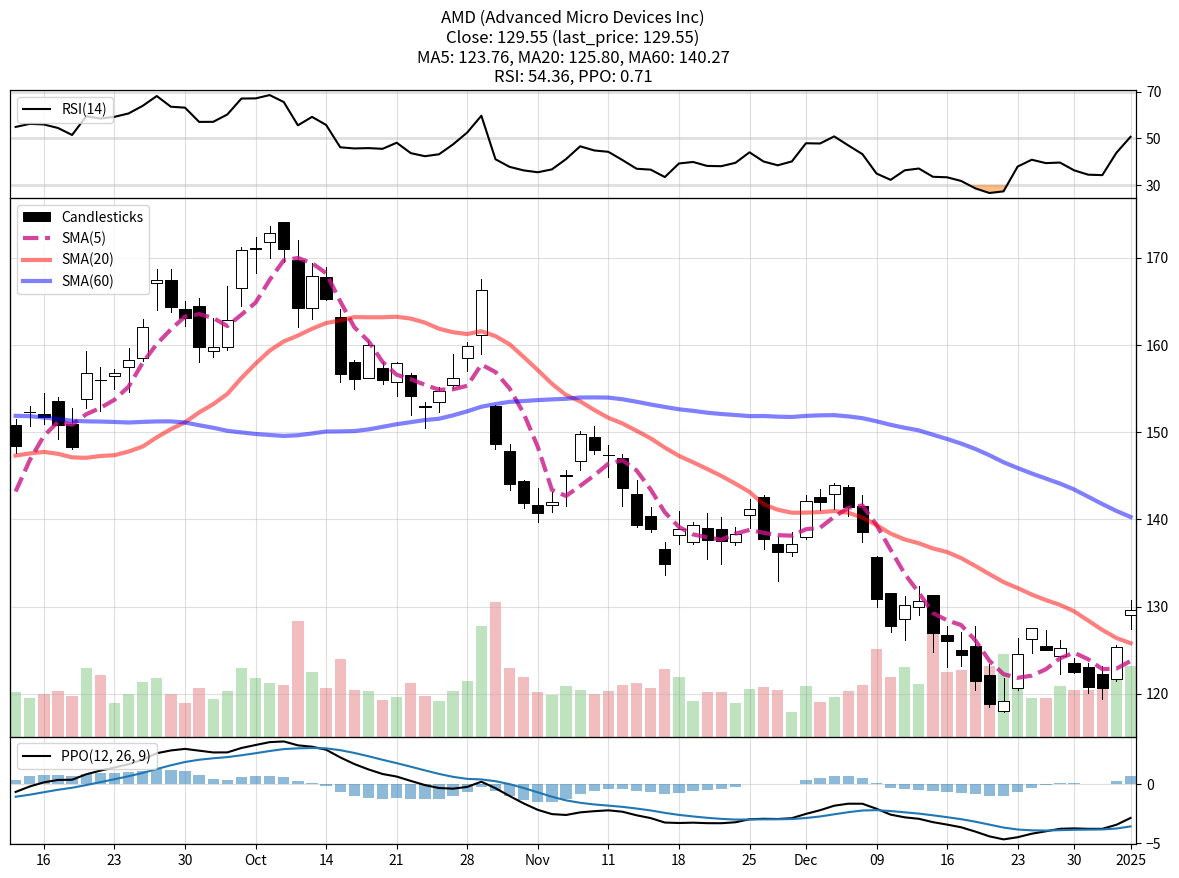 AMD (Advanced Micro Devices Inc)
Close: 129.55 (last_price: 129.55)
MA5: 123.76, MA20: 125.80, MA60: 140.27
RSI: 54.36, PPO: 0.71
RSI(14)
70
50
30
Candlesticks
SMA(5)
SMA(20)
SMA(60)
170
160
150
140
130
120
PPO(12, 26, 9)
0
−5
16 23 30 Oct 14 21 28 Nov 11 18 25 Dec 09 16 23 30 2025